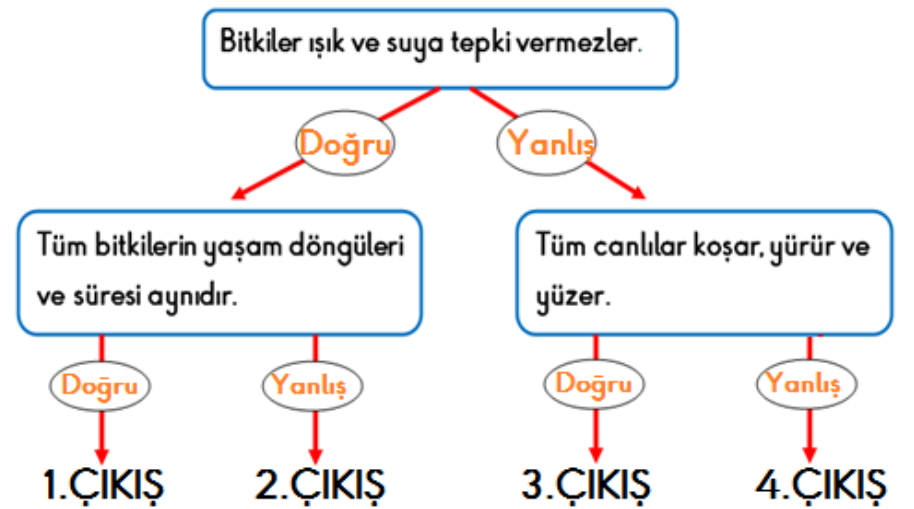 Bitkiler ışık ve suya tepki vermezler.
Doğru
Yanlış
Tüm bitkilerin yaşam döngüleri
ve süresi aynıdır.
Tüm canlılar koşar, yürür ve
yüzer.
Doğru
Yanlış
Doğru
Yanlış
1.ÇIKIŞ
2.ÇIKIŞ
3.ÇIKIŞ
4.ÇIKIŞ